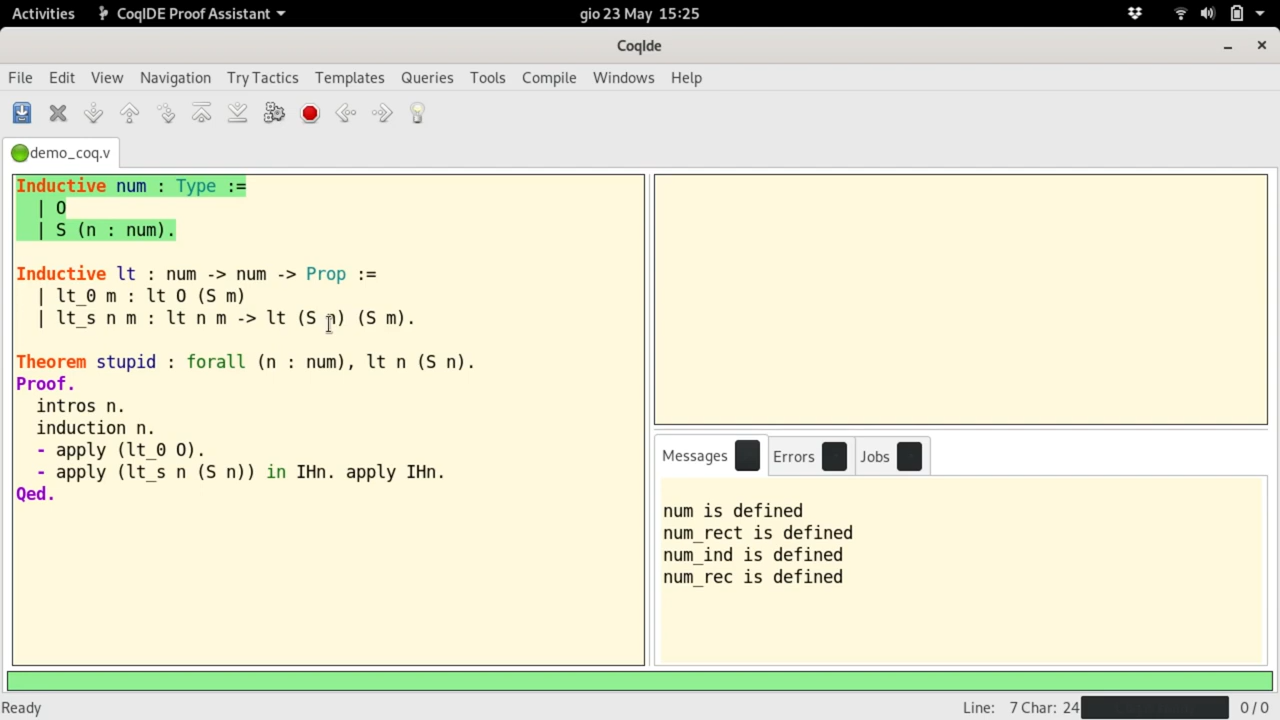 Activities CoqIDE Proof Assistant gio 23 May 15:25
CoqIde
File Edit View Navigation Try Tactics Templates Queries Tools Compile Windows Help
demo_coq.v
Inductive num : Type :=
| O
| S (n : num).
Inductive lt : num -> num -> Prop :=
| lt_0 m : lt O (S m)
| lt_s n m : lt n m -> lt (S n) (S m).
Theorem stupid : forall (n : num), lt n (S n).
Proof.
intros n.
induction n.
- apply (lt_0 O).
- apply (lt_s n (S n)) in IHn. apply IHn.
Qed.
Messages Errors Jobs
num is defined
num_rect is defined
num_ind is defined
num_rec is defined
Ready Line: 7 Char: 24 0 / 0